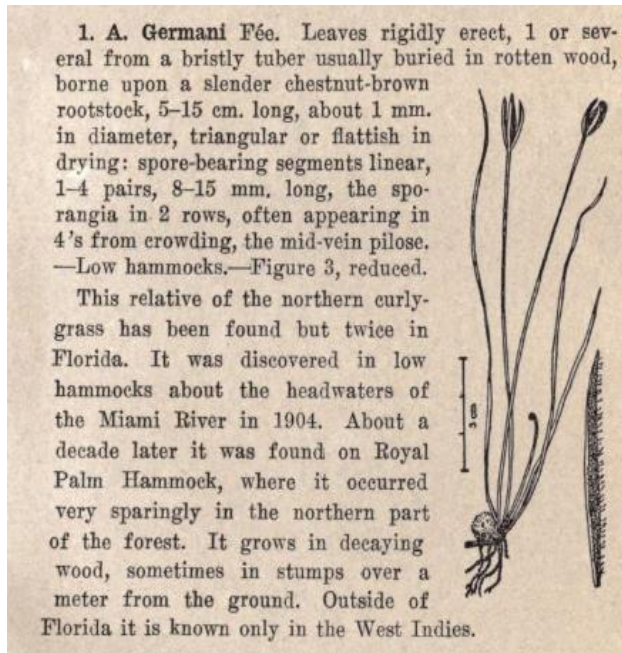 1. A. Germani Fée. Leaves rigidly erect, 1 or sev-
eral from a bristly tuber usually buried in rotten wood,
borne upon a slender chestnut-brown
rootstock, 5–15 cm. long, about 1 mm.
in diameter, triangular or flattish in
drying: spore-bearing segments linear,
1–4 pairs, 8–15 mm. long, the spo-
rangia in 2 rows, often appearing in
4's from crowding, the mid-vein pilose.
—Low hammocks.—Figure 3, reduced.
This relative of the northern curly-
grass has been found but twice in
Florida. It was discovered in low
hammocks about the headwaters of
the Miami River in 1904. About a
decade later it was found on Royal
Palm Hammock, where it occurred
very sparingly in the northern part
of the forest. It grows in decaying
wood, sometimes in stumps over a
meter from the ground. Outside of
Florida it is known only in the West Indies.
3 cm